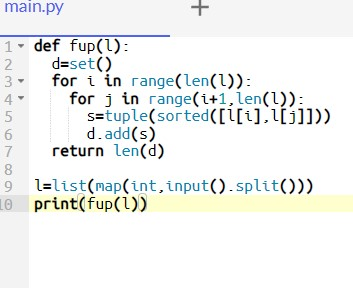 main.py +
1 def fup(l):
2 d=set()
3 for i in range(len(l)):
4 for j in range(i+1,len(l)):
5 s=tuple(sorted([l[i],l[j]]))
6 d.add(s)
7 return len(d)
8
9 l=list(map(int,input().split()))
10 print(fup(l))